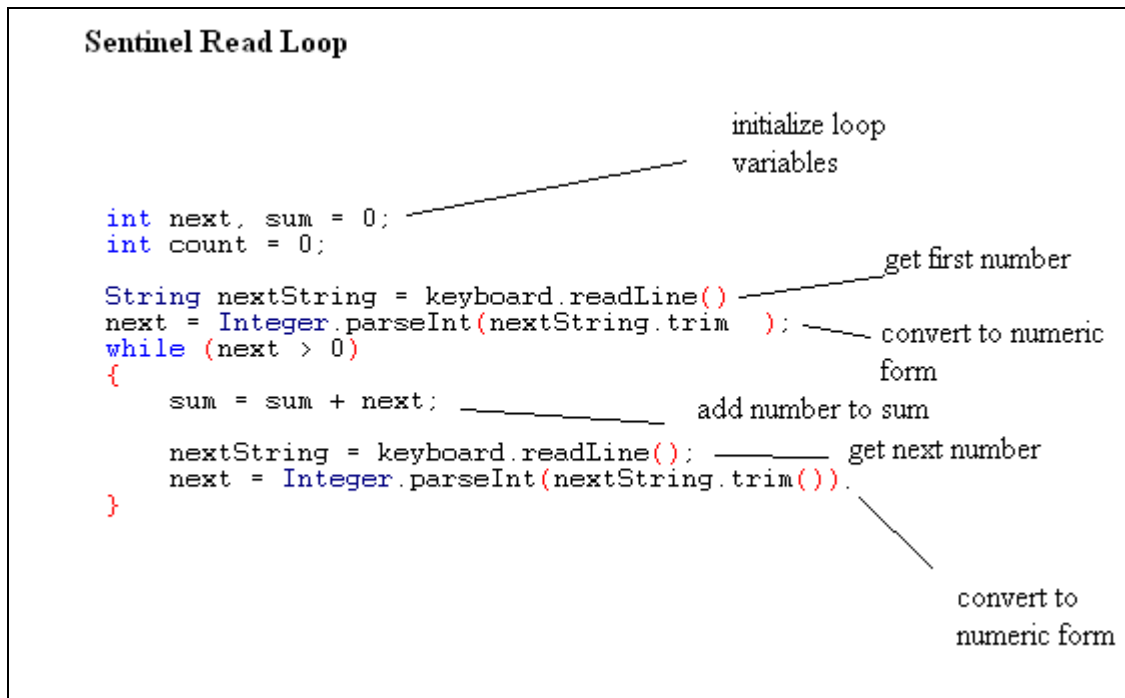 Sentinel Read Loop
initialize loop
variables
int next, sum = 0;
int count = 0;
get first number
String nextString = keyboard.readLine()
next = Integer.parseInt(nextString.trim  );
convert to numeric
form
while (next > 0)
{
sum = sum + next;
add number to sum
nextString = keyboard.readLine();
get next number
next = Integer.parseInt(nextString.trim()).
}
convert to
numeric form